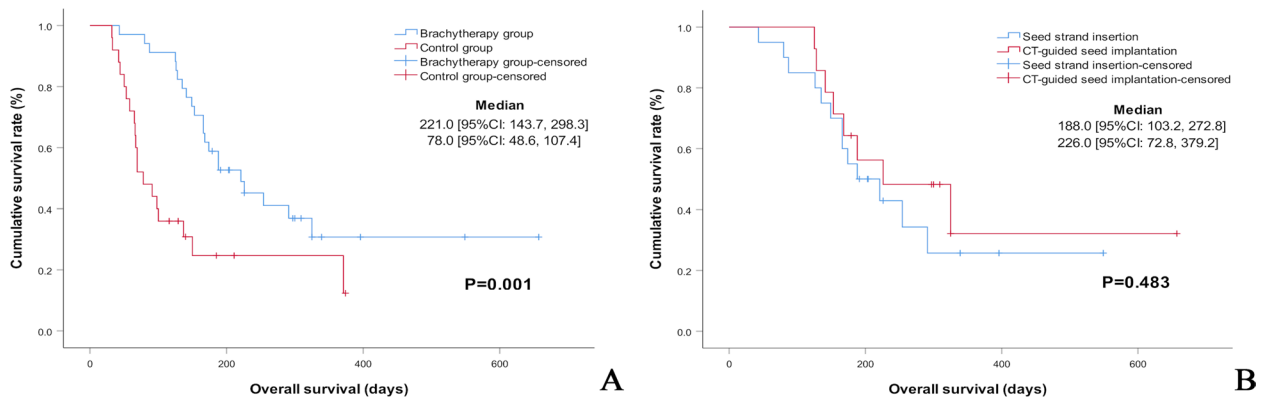 1.0
0.8
0.6
0.4
0.2
0.0
Cumulative survival rate (%)
0
200
400
600
Overall survival (days)
Brachytherapy group
Control group
Brachytherapy group-censored
Control group-censored
Median
221.0 [95%CI: 143.7, 298.3]
78.0 [95%CI: 48.6, 107.4]
P=0.001
A
1.0
0.8
0.6
0.4
0.2
0.0
Cumulative survival rate (%)
0
200
400
600
Overall survival (days)
Seed strand insertion
CT-guided seed implantation
Seed strand insertion-censored
CT-guided seed implantation-censored
Median
188.0 [95%CI: 103.2, 272.8]
226.0 [95%CI: 72.8, 379.2]
P=0.483
B